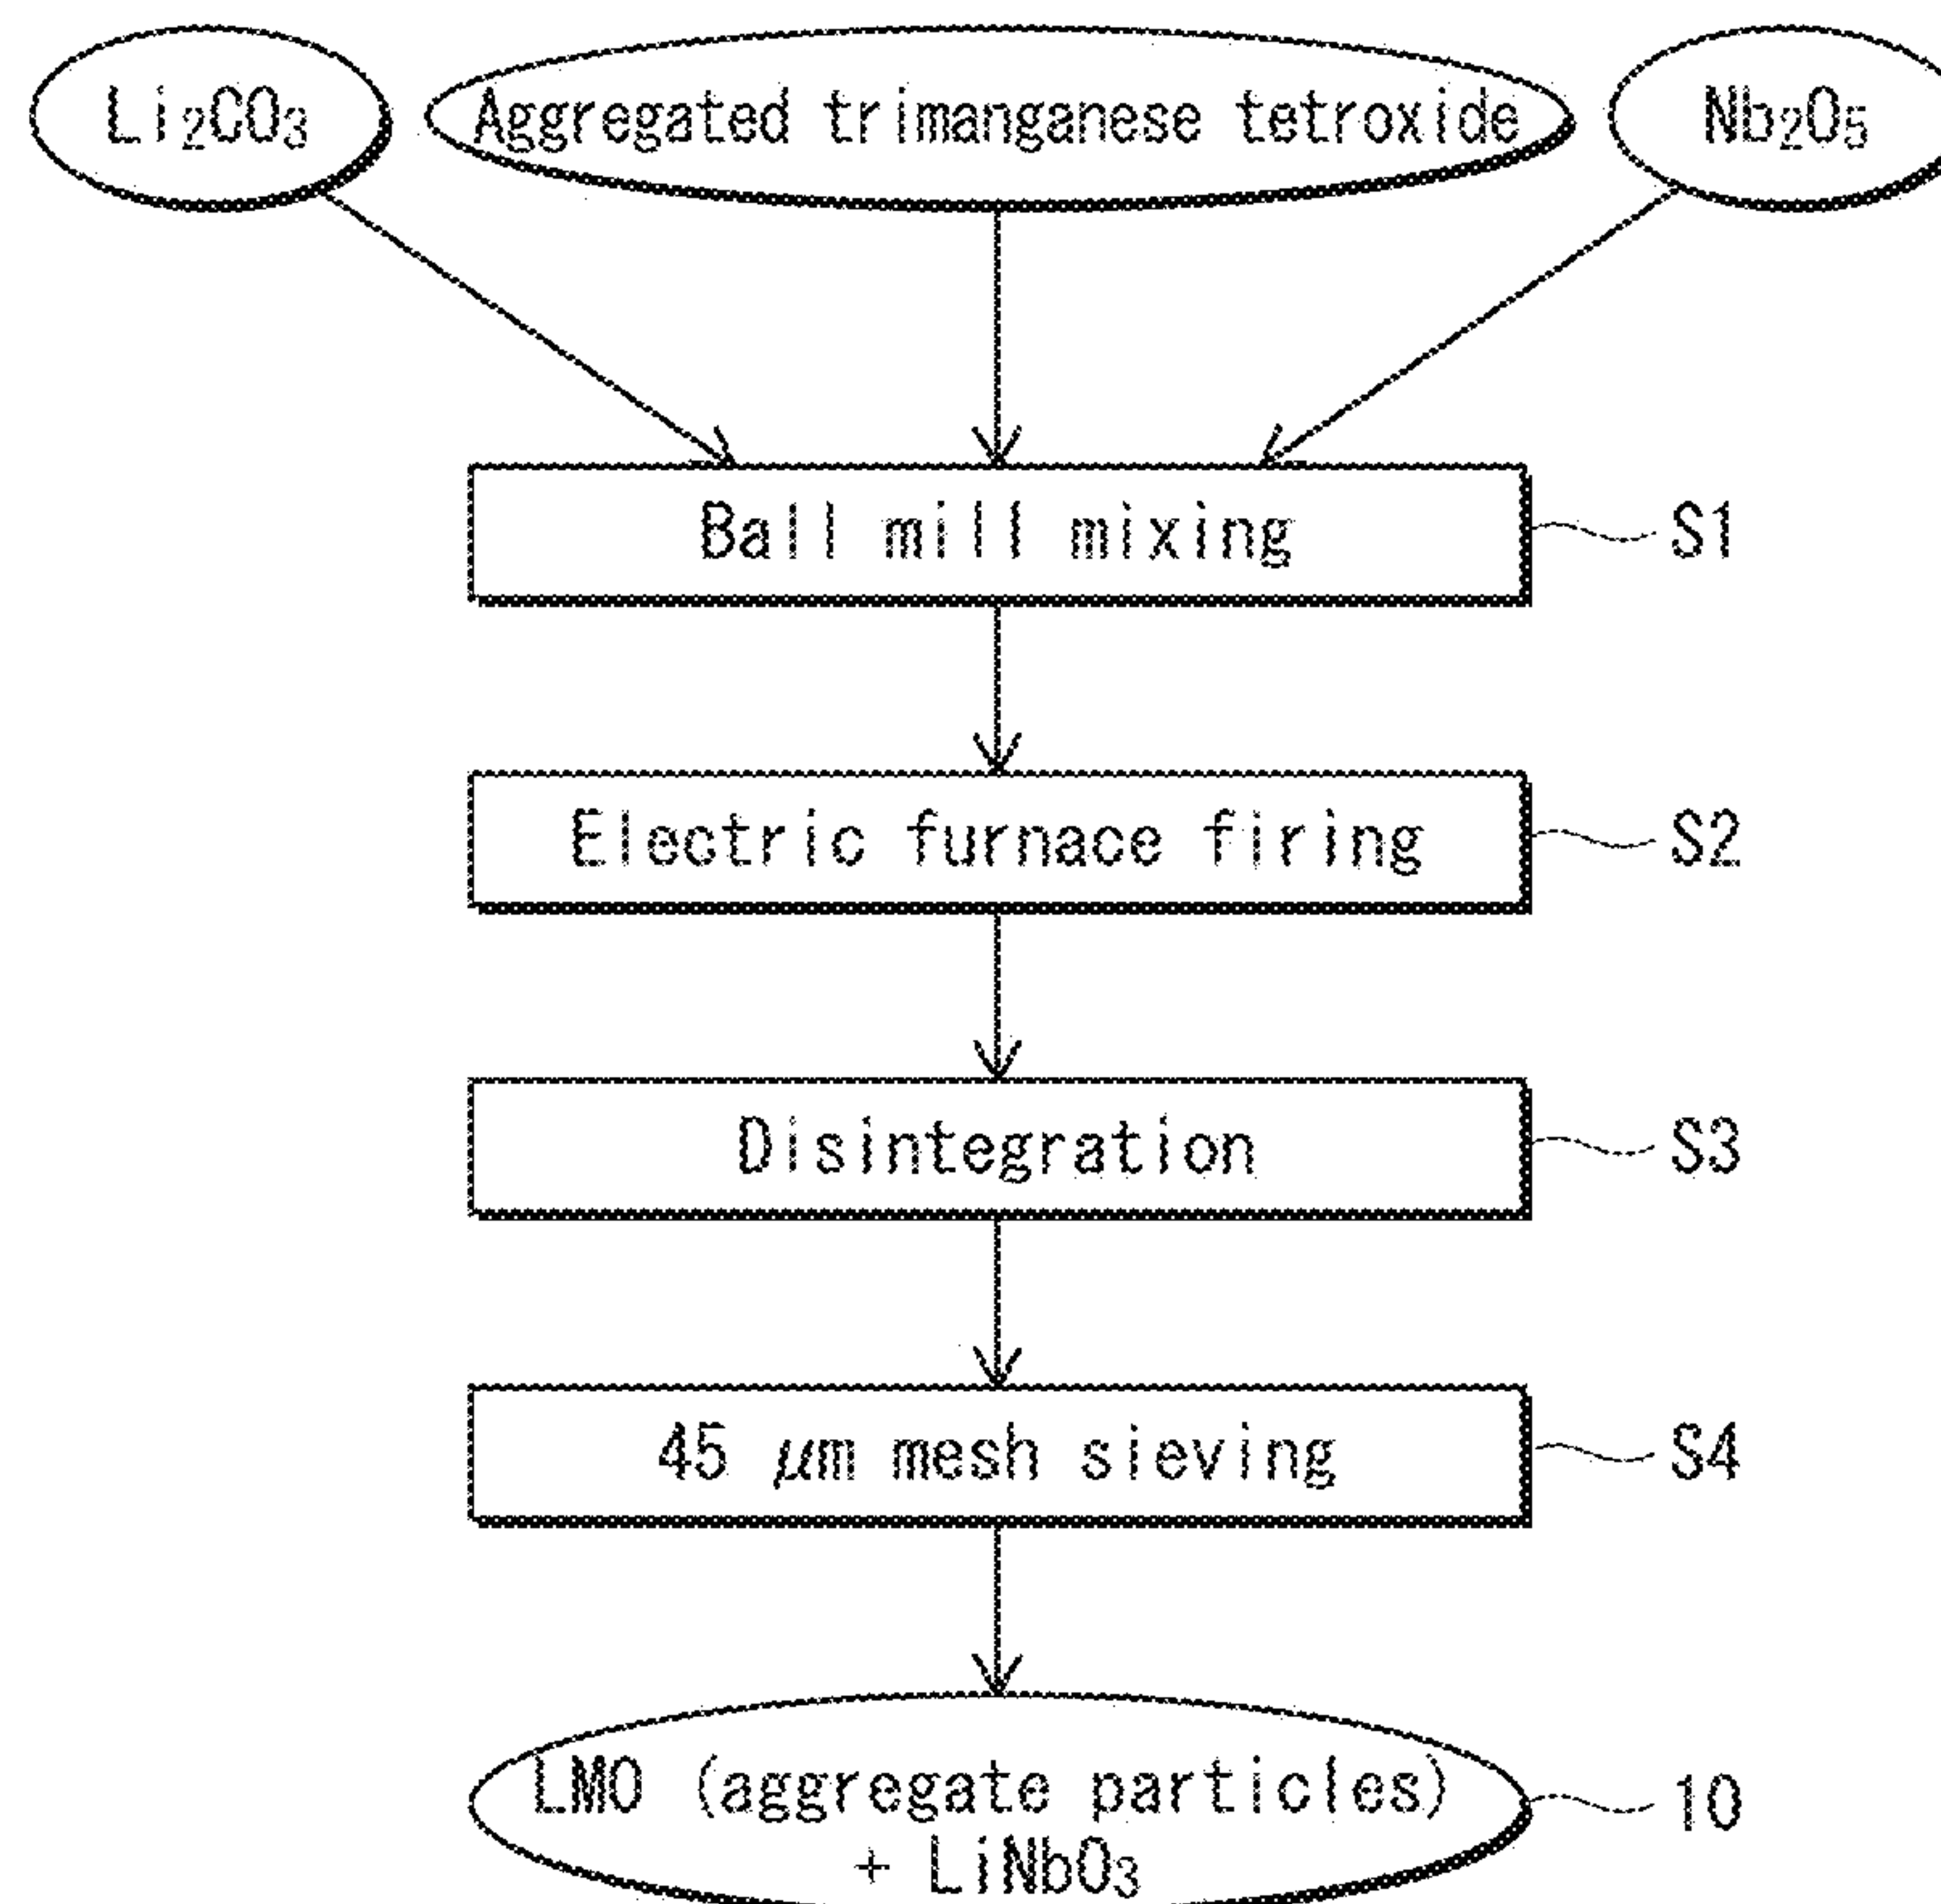 Li₂CO₃
Aggregated trimanganese tetroxide
Nb₂O₅
Ball mill mixing
S1
Electric furnace firing
S2
Disintegration
S3
45 μm mesh sieving
S4
LMO (aggregate particles)
+ LiNbO₃
10